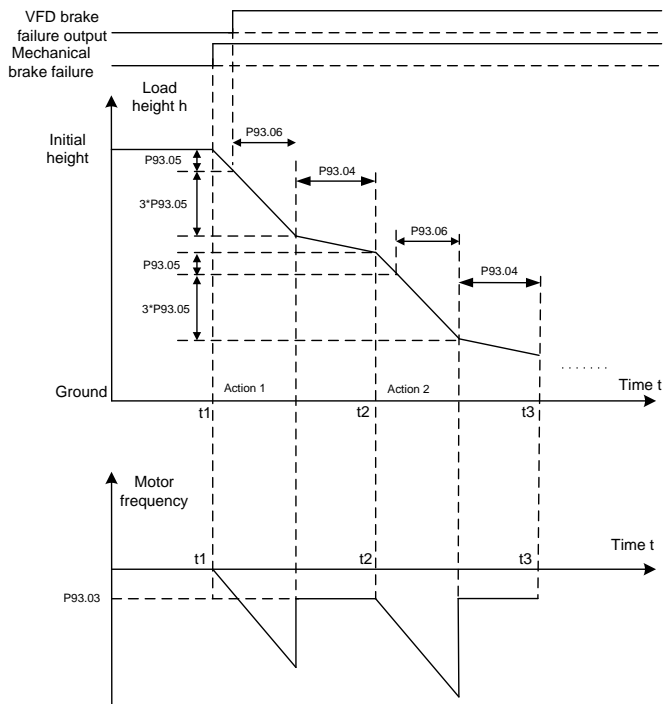 VFD brake
failure output
Mechanical
brake failure
Load
height h
Initial
height
P93.06
P93.05
P93.04
3*P93.05
P93.06
P93.05
P93.04
3*P93.05
.......
Ground
Action 1
Action 2
Time t
t1
t2
t3
Motor
frequency
t1
t2
t3
Time t
P93.03